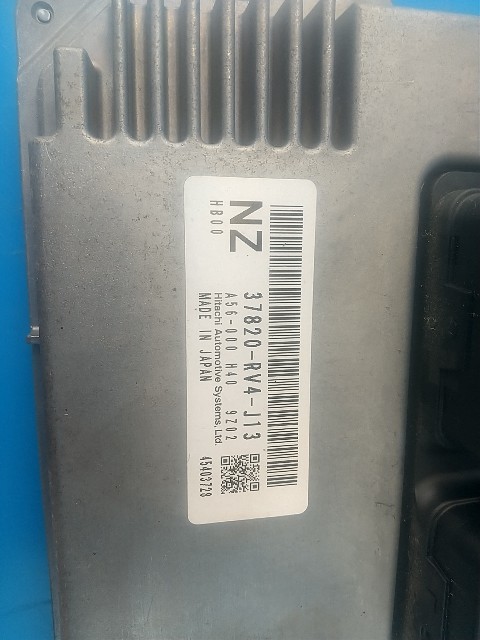 NZ 37820-RV4-J13
HB00 A56-000 H40 9Z02
Hitachi Automotive Systems, Ltd.
MADE IN JAPAN 45403728